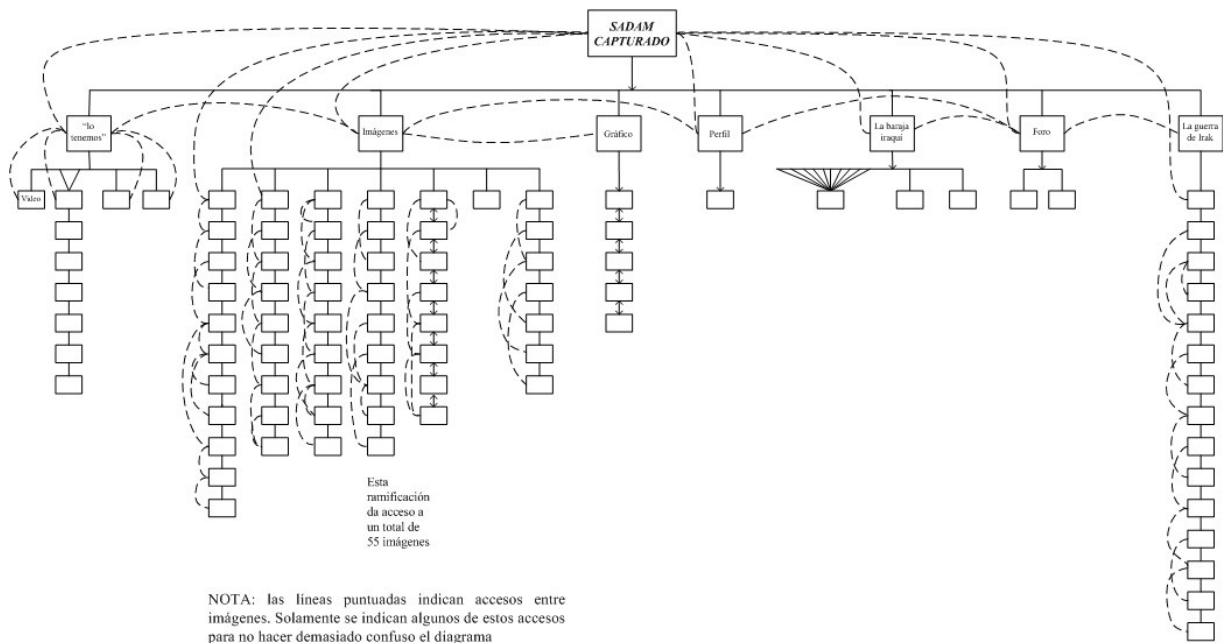 SADAM
CAPTURADO
“lo
tenemos”
Imágenes
Gráfico
Perfil
La baraja
iraquí
Foro
La guerra
de Irak
Video
Esta
ramificación
da acceso a
un total de
55 imágenes
NOTA: las líneas puntuadas indican accesos entre
imágenes. Solamente se indican algunos de estos accesos
para no hacer demasiado confuso el diagrama